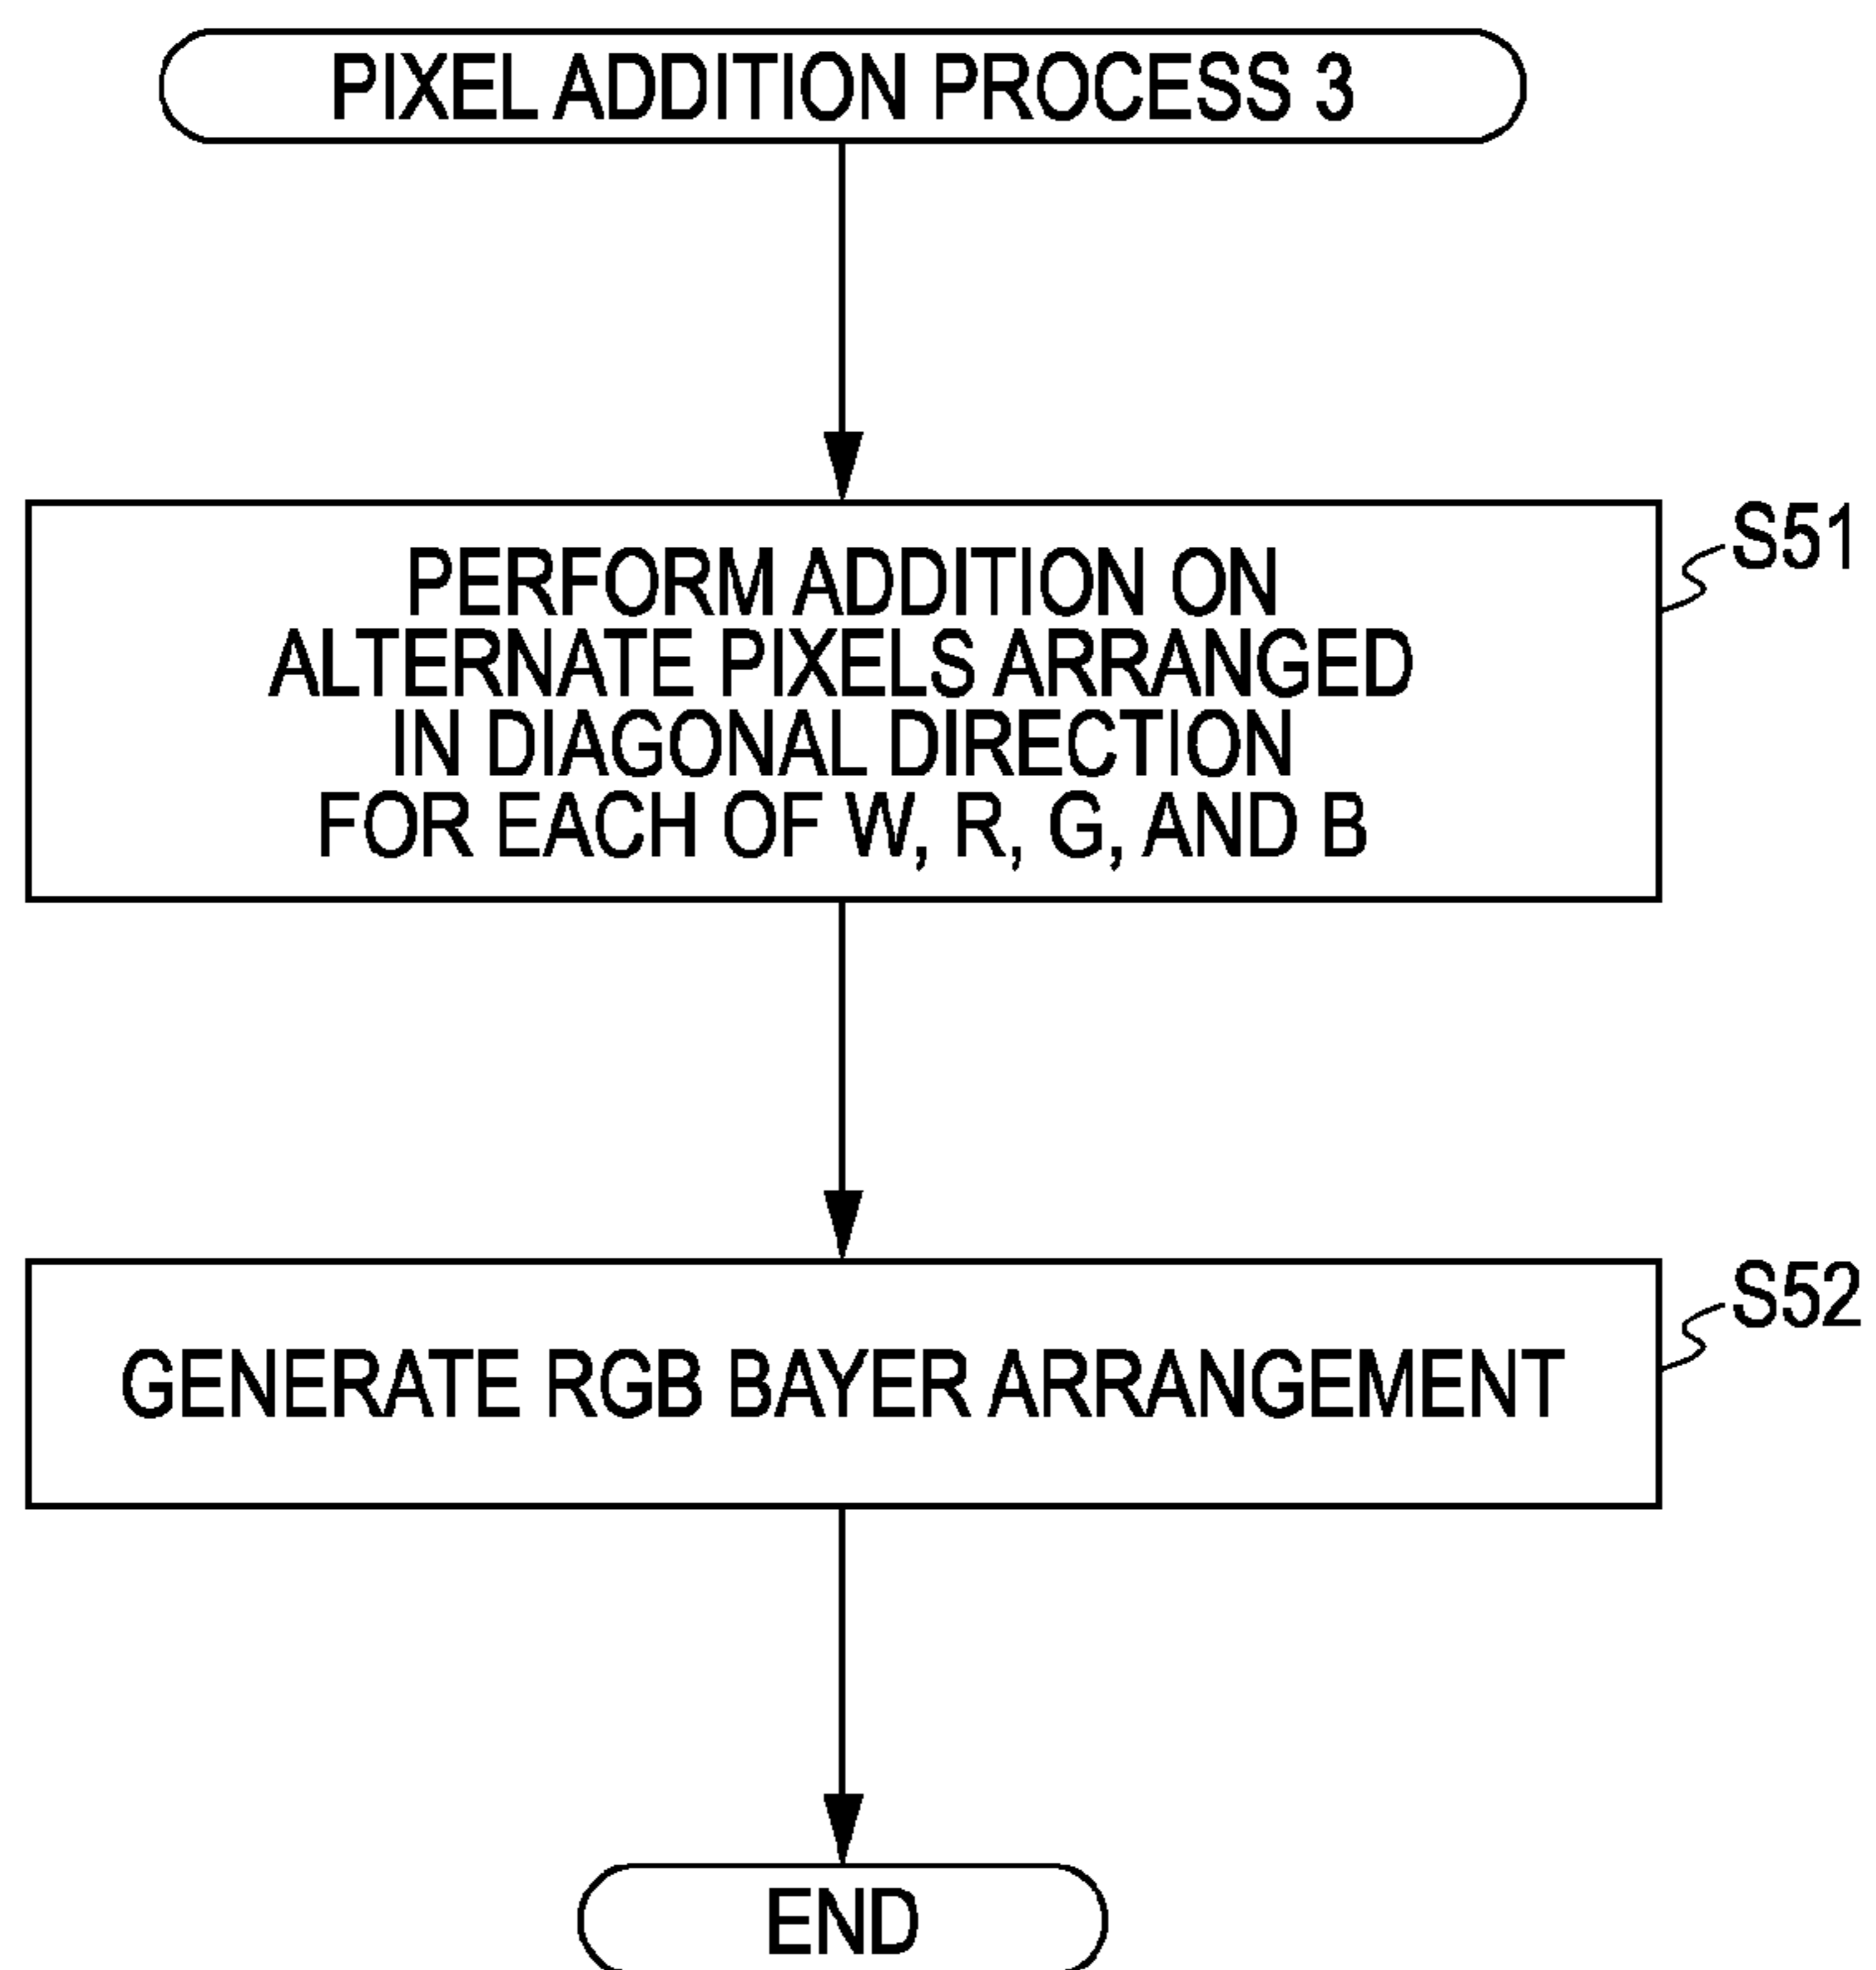 PIXEL ADDITION PROCESS 3
PERFORM ADDITION ON
ALTERNATE PIXELS ARRANGED
IN DIAGONAL DIRECTION
FOR EACH OF W, R, G, AND B
S51
GENERATE RGB BAYER ARRANGEMENT
S52
END